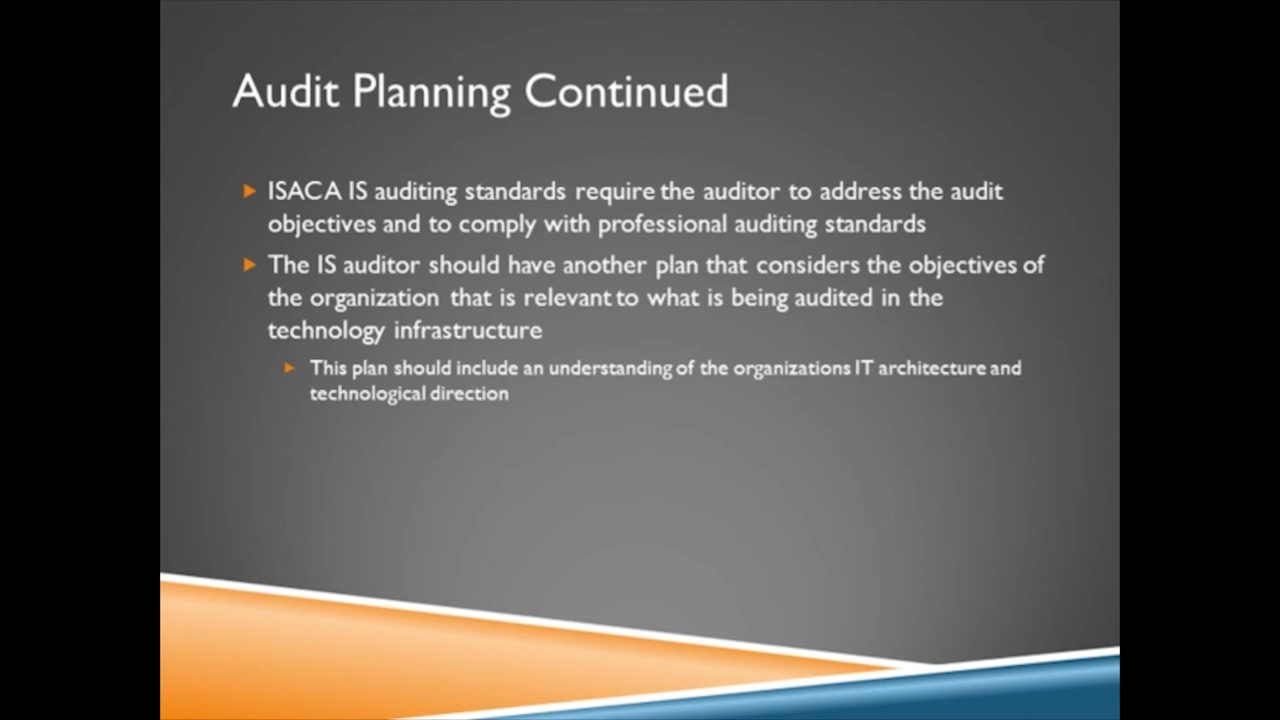 Audit Planning Continued
ISACA IS auditing standards require the auditor to address the audit
objectives and to comply with professional auditing standards
The IS auditor should have another plan that considers the objectives of
the organization that is relevant to what is being audited in the
technology infrastructure
This plan should include an understanding of the organizations IT architecture and
technological direction